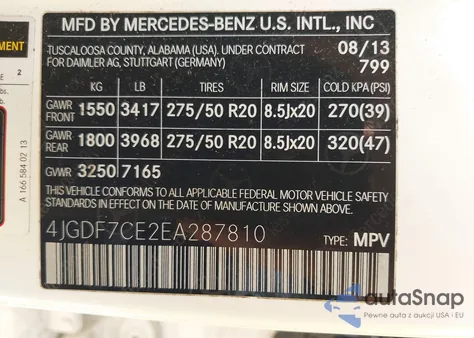 MFD BY MERCEDES-BENZ U.S. INTL., INC
TUSCALOOSA COUNTY, ALABAMA (USA). UNDER CONTRACT 08/13
FOR DAIMLER AG, STUTTGART (GERMANY) 799
KG LB TIRES RIM SIZE COLD KPA(PSI)
GAWR FRONT 1550 3417 275/50 R20 8.5Jx20 270(39)
GAWR REAR 1800 3968 275/50 R20 8.5Jx20 320(47)
GVWR 3250 7165
THIS VEHICLE CONFORMS TO ALL APPLICABLE FEDERAL MOTOR VEHICLE SAFETY
STANDARDS IN EFFECT ON THE DATE OF MANUFACTURE SHOWN ABOVE.
4JGDF7CE2EA287810
TYPE: MPV
A 166 584 02 13
2
autaSnap
Pewne auta z aukcji USA i EU